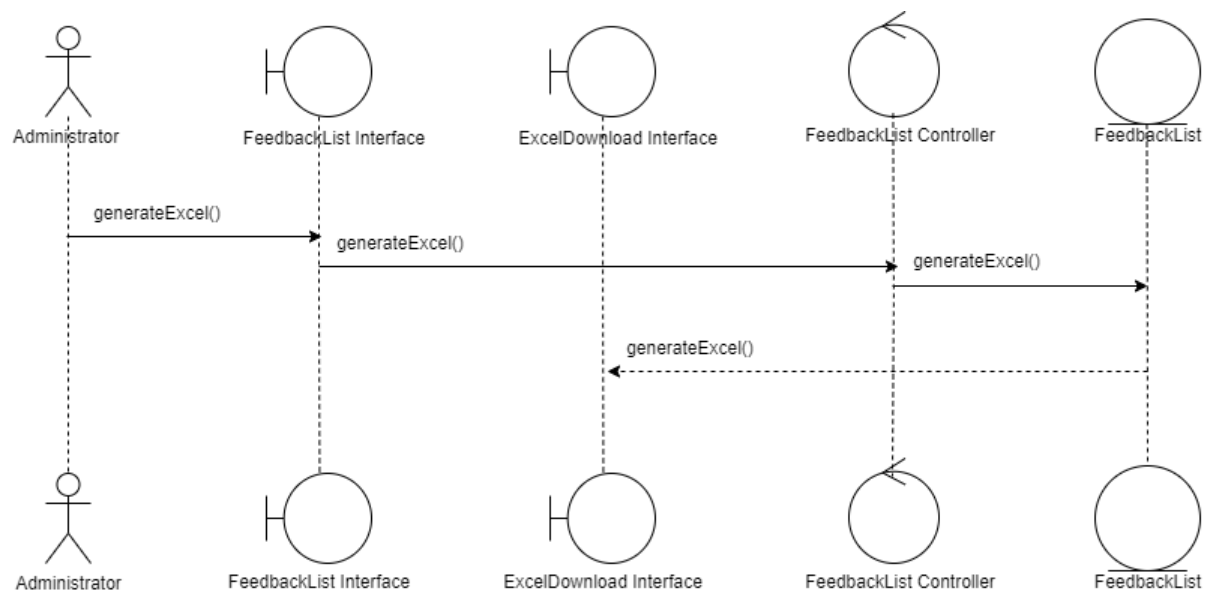 Administrator
FeedbackList Interface
ExcelDownload Interface
FeedbackList Controller
FeedbackList
generateExcel()
generateExcel()
generateExcel()
generateExcel()
Administrator
FeedbackList Interface
ExcelDownload Interface
FeedbackList Controller
FeedbackList